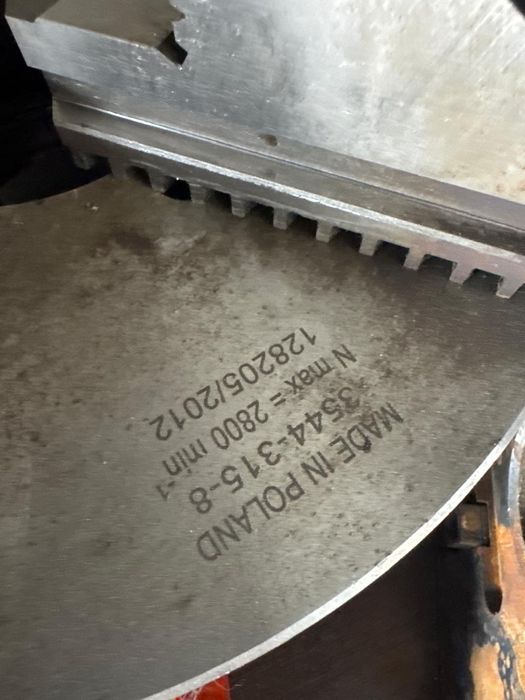 MADE IN POLAND
3544-315-8
N max = 2800 min⁻¹
128205/2012